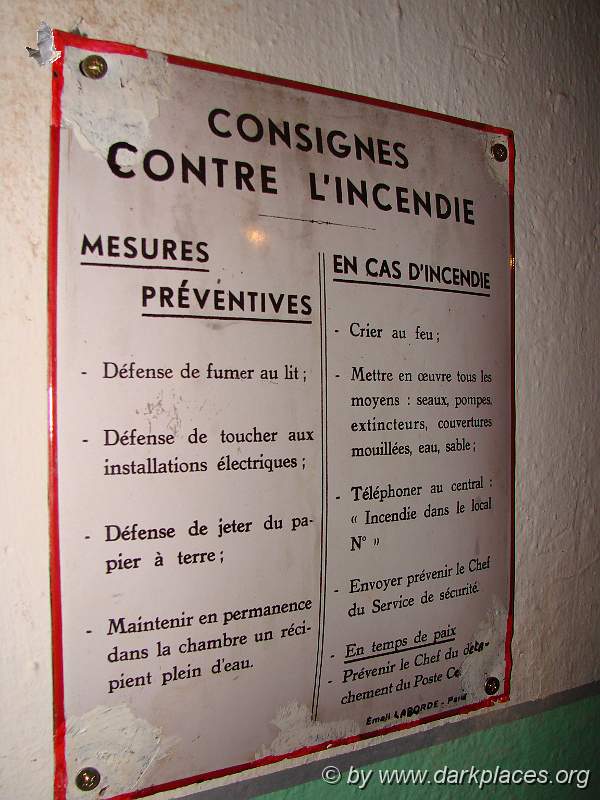 CONSIGNES
CONTRE L'INCENDIE
MESURES
PRÉVENTIVES
- Défense de fumer au lit ;
- Défense de toucher aux
installations électriques ;
- Défense de jeter du pa-
pier à terre ;
- Maintenir en permanence
dans la chambre un réci-
pient plein d'eau.
EN CAS D'INCENDIE
- Crier au feu ;
- Mettre en œuvre tous les
moyens : seaux, pompes,
extincteurs, couvertures
mouillées, eau, sable ;
- Téléphoner au central :
« Incendie dans le local
N° »
- Envoyer prévenir le Chef
du Service de sécurité.
- En temps de paix
- Prévenir le Chef du déta-
chement du Poste
Email LABORDE - Paris
© by www.darkplaces.org